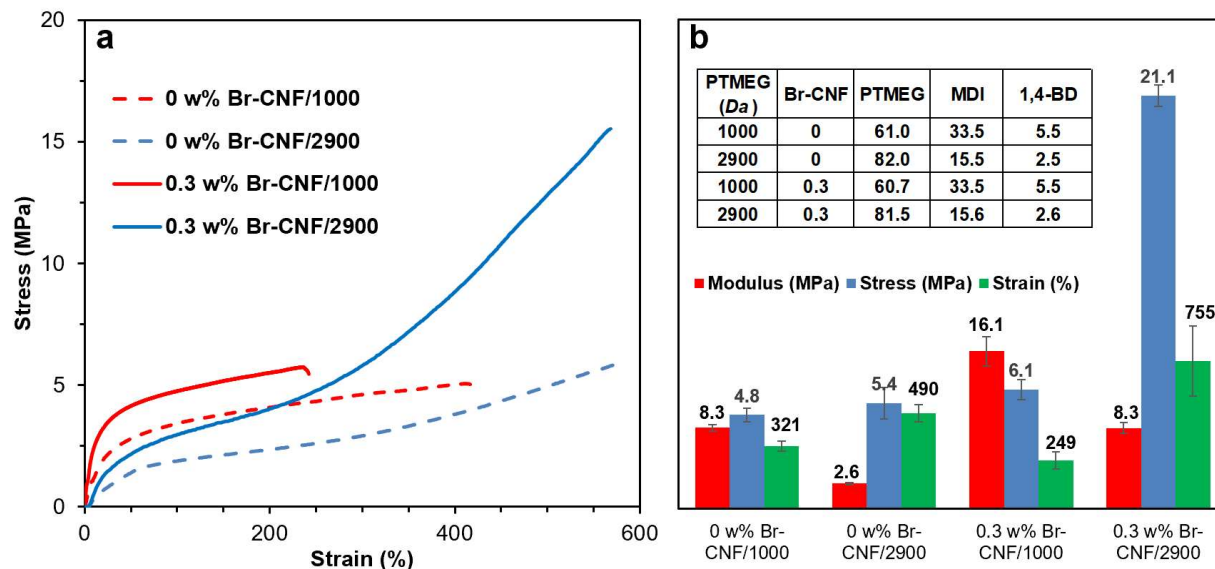 a
20
15
10
5
0
Stress (MPa)
0 w% Br-CNF/1000
0 w% Br-CNF/2900
0.3 w% Br-CNF/1000
0.3 w% Br-CNF/2900
0 200 400 600
Strain (%)
b
PTMEG (Da) Br-CNF PTMEG MDI 1,4-BD
1000 0 61.0 33.5 5.5
2900 0 82.0 15.5 2.5
1000 0.3 60.7 33.5 5.5
2900 0.3 81.5 15.6 2.6
Modulus (MPa) Stress (MPa) Strain (%)
8.3 4.8 321
2.6 5.4 490
16.1 6.1 249
8.3 21.1 755
0 w% Br-
CNF/1000
0 w% Br-
CNF/2900
0.3 w% Br-
CNF/1000
0.3 w% Br-
CNF/2900